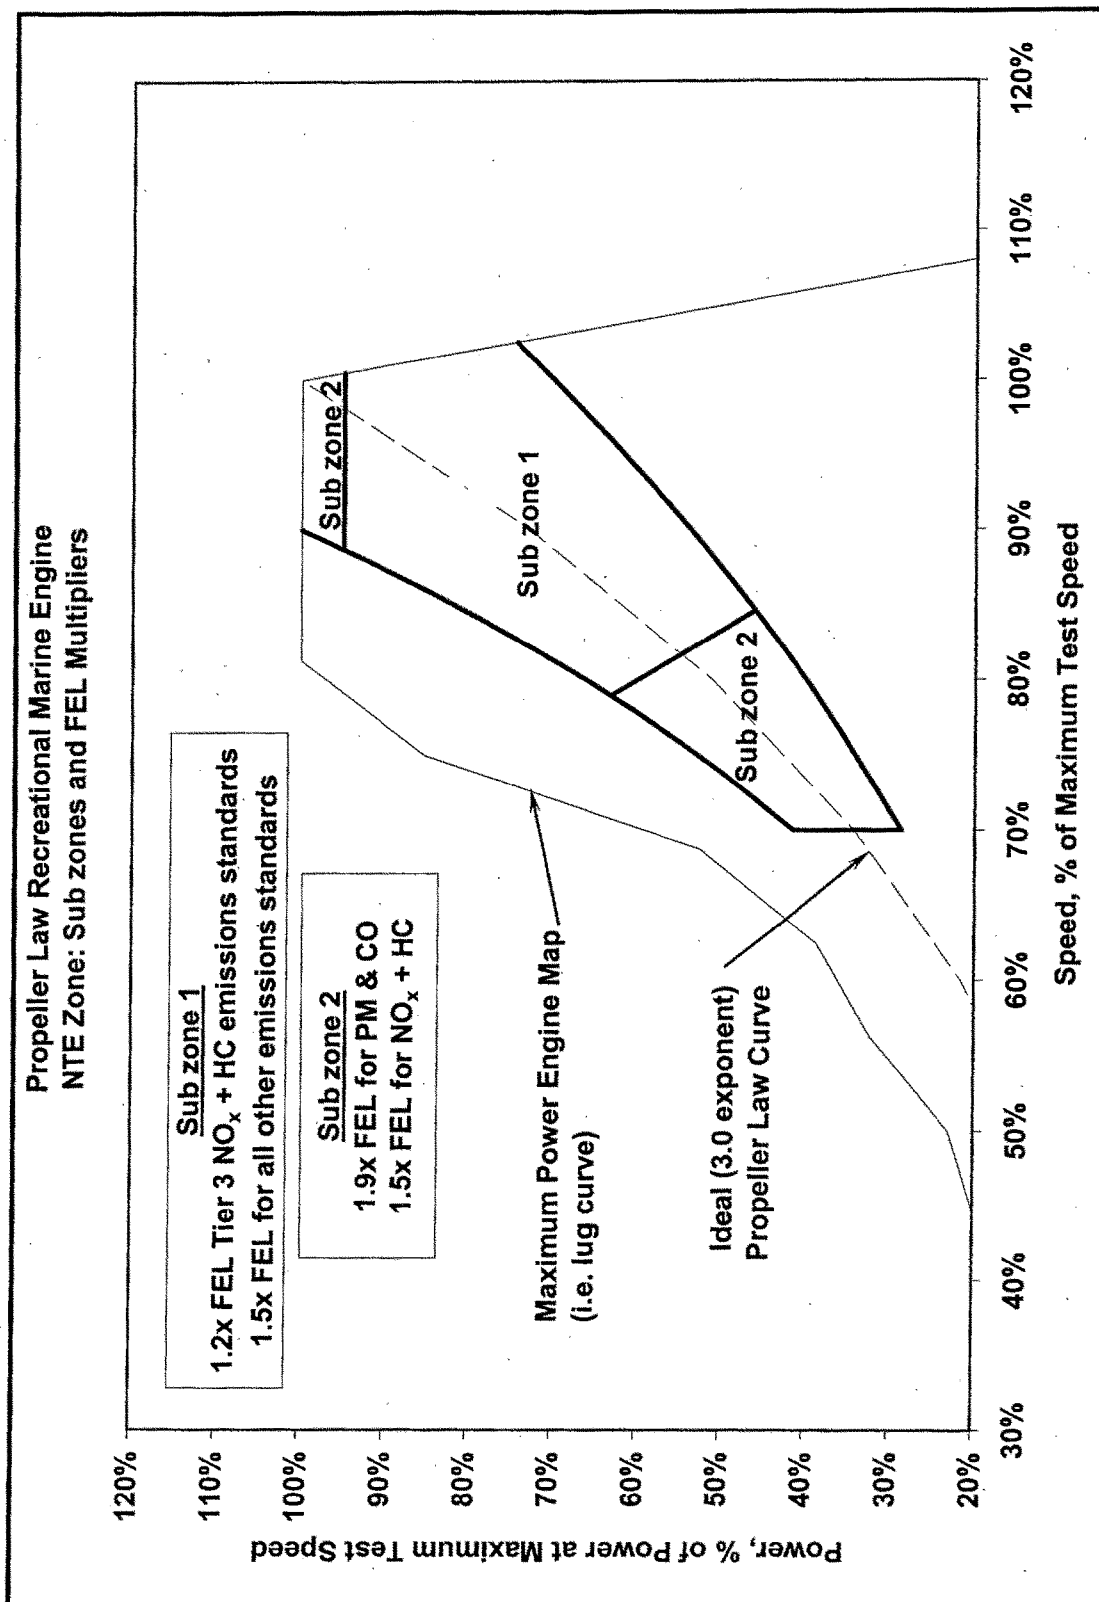 Propeller Law Recreational Marine Engine
NTE Zone: Sub zones and FEL Multipliers
Sub zone 1
1.2x FEL Tier 3 NOx + HC emissions standards
1.5x FEL for all other emissions standards
Sub zone 2
1.9x FEL for PM & CO
1.5x FEL for NOx + HC
Maximum Power Engine Map
(i.e. lug curve)
Ideal (3.0 exponent)
Propeller Law Curve
Sub zone 2
Sub zone 1
Sub zone 2
Power, % of Power at Maximum Test Speed
120%
110%
100%
90%
80%
70%
60%
50%
40%
30%
20%
30%
40%
50%
60%
70%
80%
90%
100%
110%
120%
Speed, % of Maximum Test Speed